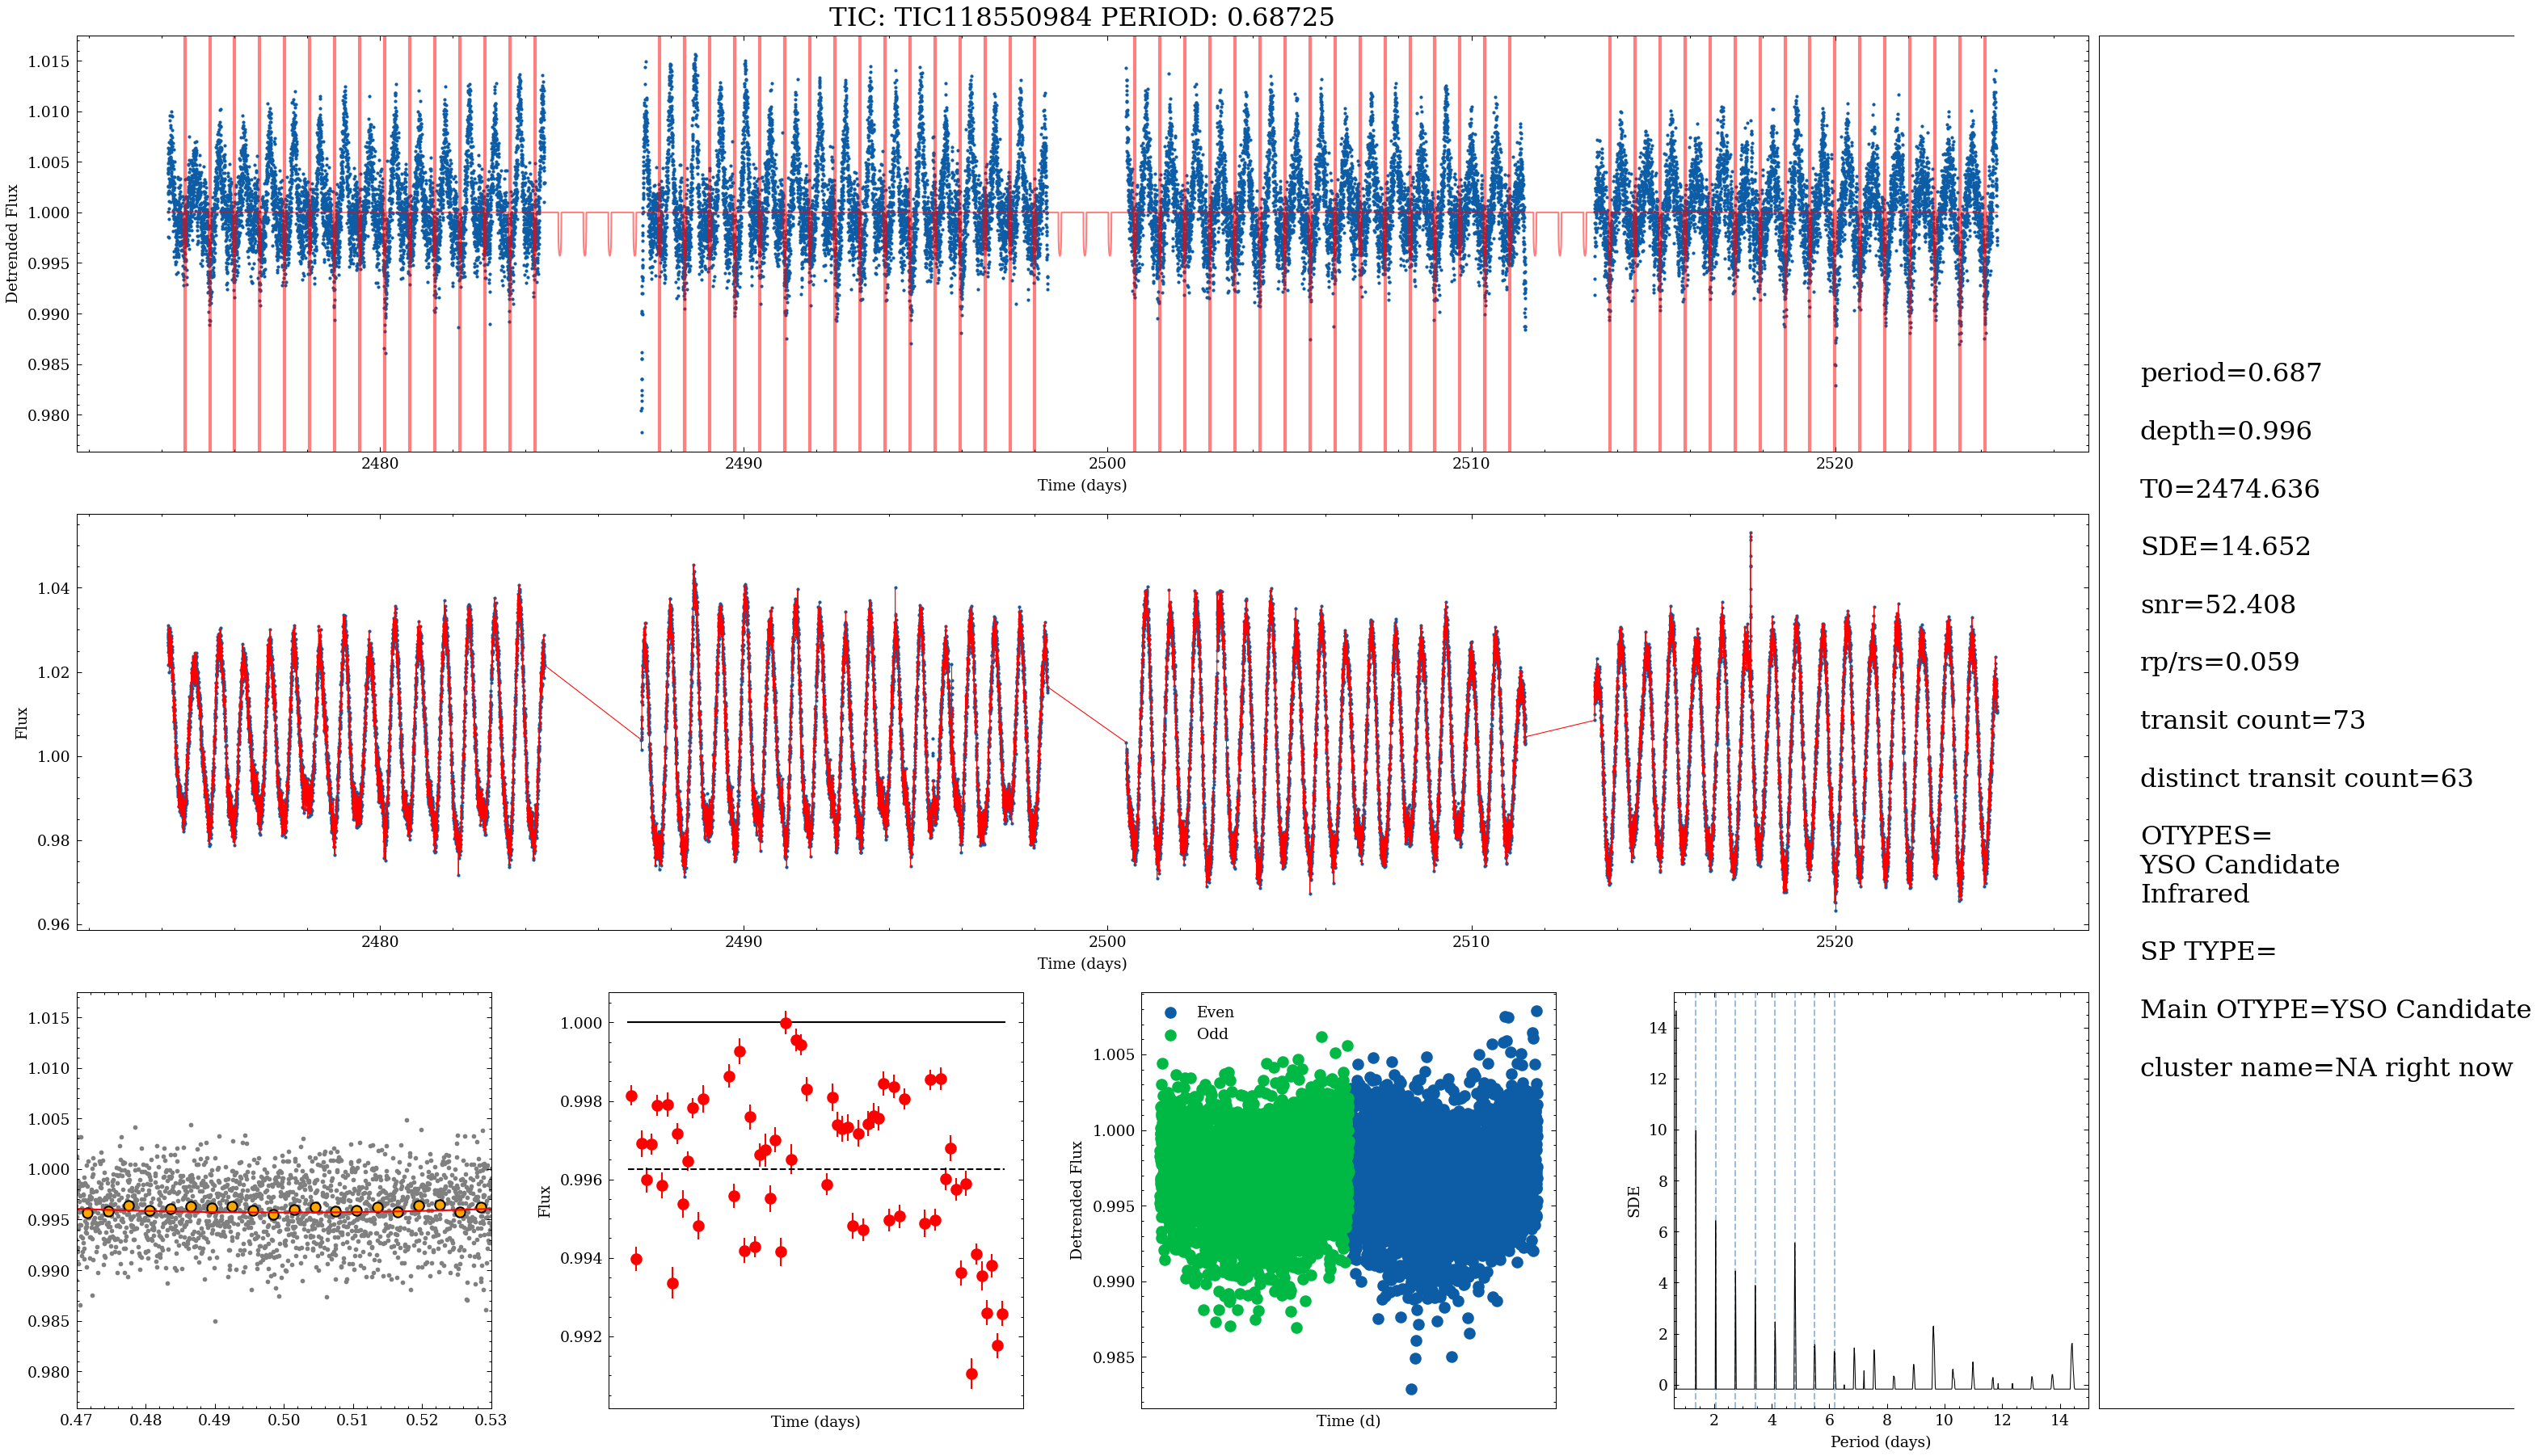 TIC: TIC118550984 PERIOD: 0.68725
1.015
1.010
1.005
1.000
0.995
0.990
0.985
0.980
Detrended Flux
2480
2490
2500
2510
2520
Time (days)
1.04
1.02
1.00
0.98
0.96
Flux
2480
2490
2500
2510
2520
Time (days)
1.015
1.010
1.005
1.000
0.995
0.990
0.985
0.980
0.47
0.48
0.49
0.50
0.51
0.52
0.53
1.000
0.998
0.996
0.994
0.992
Flux
Time (days)
Even
Odd
1.005
1.000
0.995
0.990
0.985
Detrended Flux
Time (d)
14
12
10
8
6
4
2
0
SDE
2
4
6
8
10
12
14
Period (days)
period=0.687
depth=0.996
T0=2474.636
SDE=14.652
snr=52.408
rp/rs=0.059
transit count=73
distinct transit count=63
OTYPES=
YSO Candidate
Infrared
SP TYPE=
Main OTYPE=YSO Candidate
cluster name=NA right now